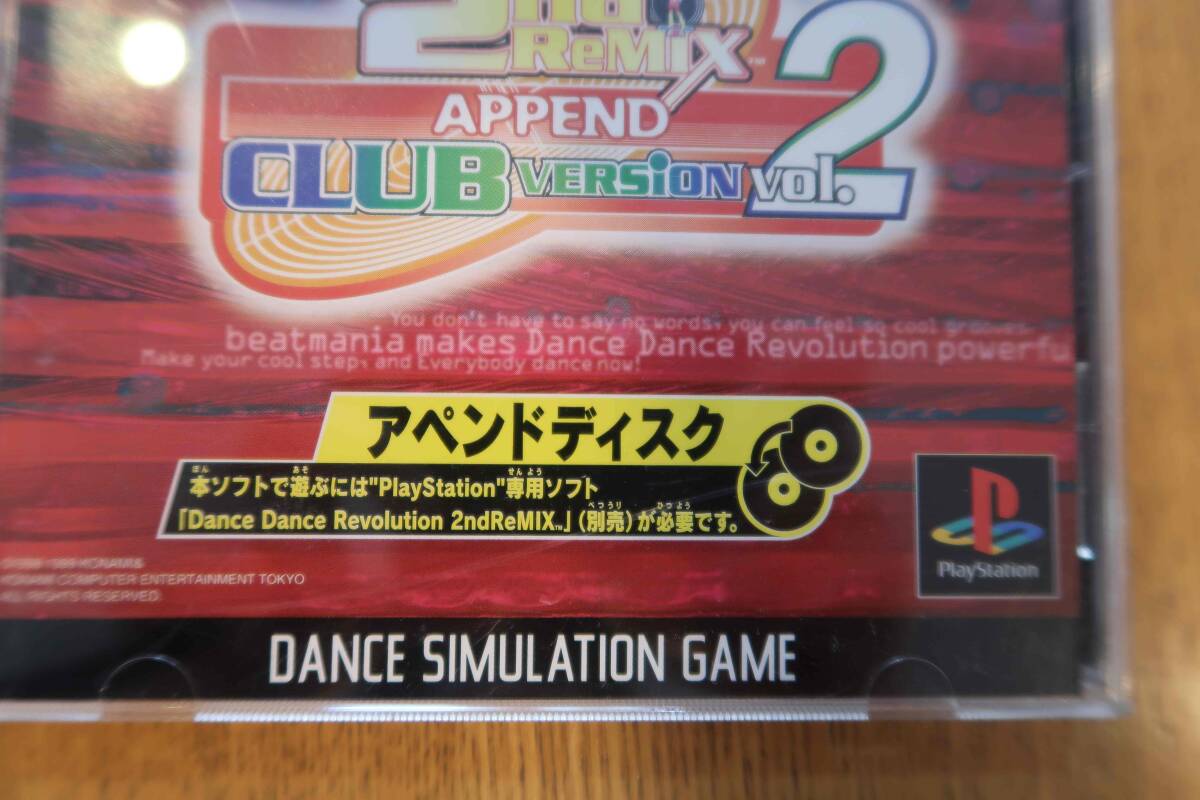 2nd
ReMIX™
APPEND
CLUB VERSiON vol.2
You don't have to say no words, you can feel so cool
beatmania makes Dance Dance Revolution powerfu
Make your cool step, and Everybody dance now!
アペンドディスク
本ソフトで遊ぶには"PlayStation"専用ソフト
「Dance Dance Revolution 2ndReMIX™」(別売)が必要です。
KONAMI&
KONAMI COMPUTER ENTERTAINMENT TOKYO
ALL RIGHTS RESERVED.
PlayStation
DANCE SIMULATION GAME